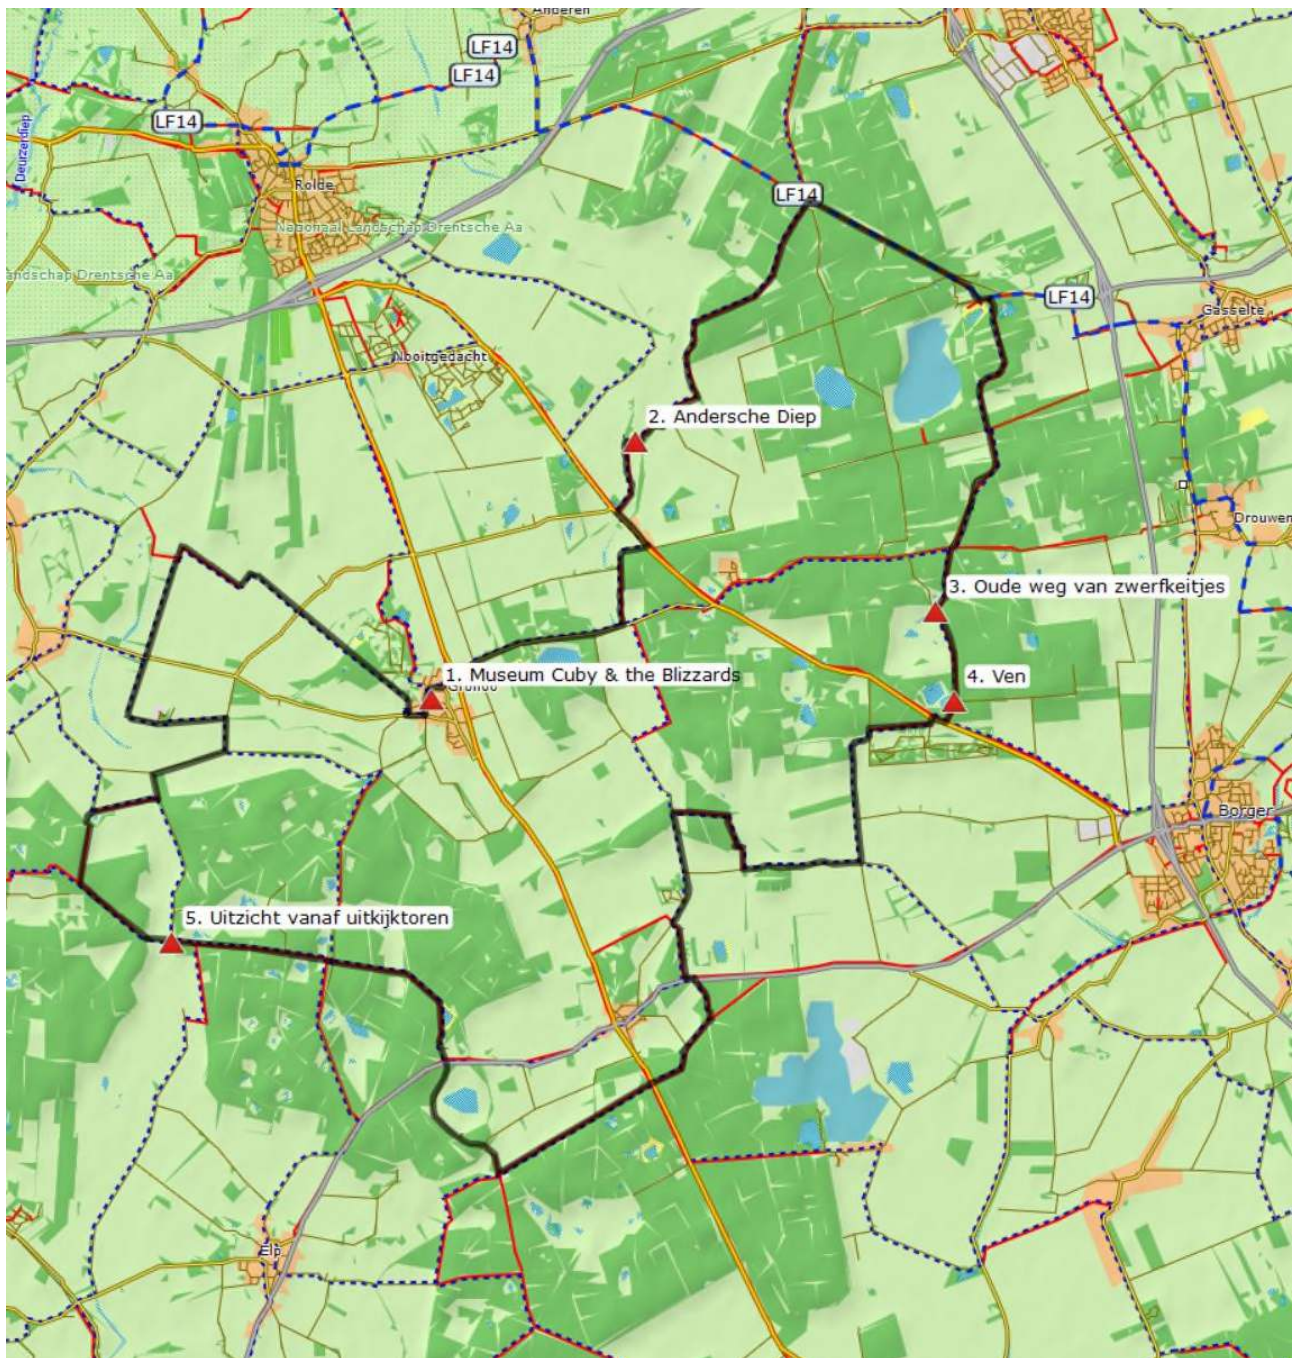 Anderen
LF14
LF14
LF14
Deurzerdiep
Rolde
LF14
Nationaal Landschap Drentsche Aa
andschap Drentsche Aa
LF14
Gasselte
Nooitgedacht
2. Andersche Diep
Drouwen
3. Oude weg van zwerfkeitjes
1. Museum Cuby & the Blizzards
4. Ven
Borger
5. Uitzicht vanaf uitkijktoren
Elp